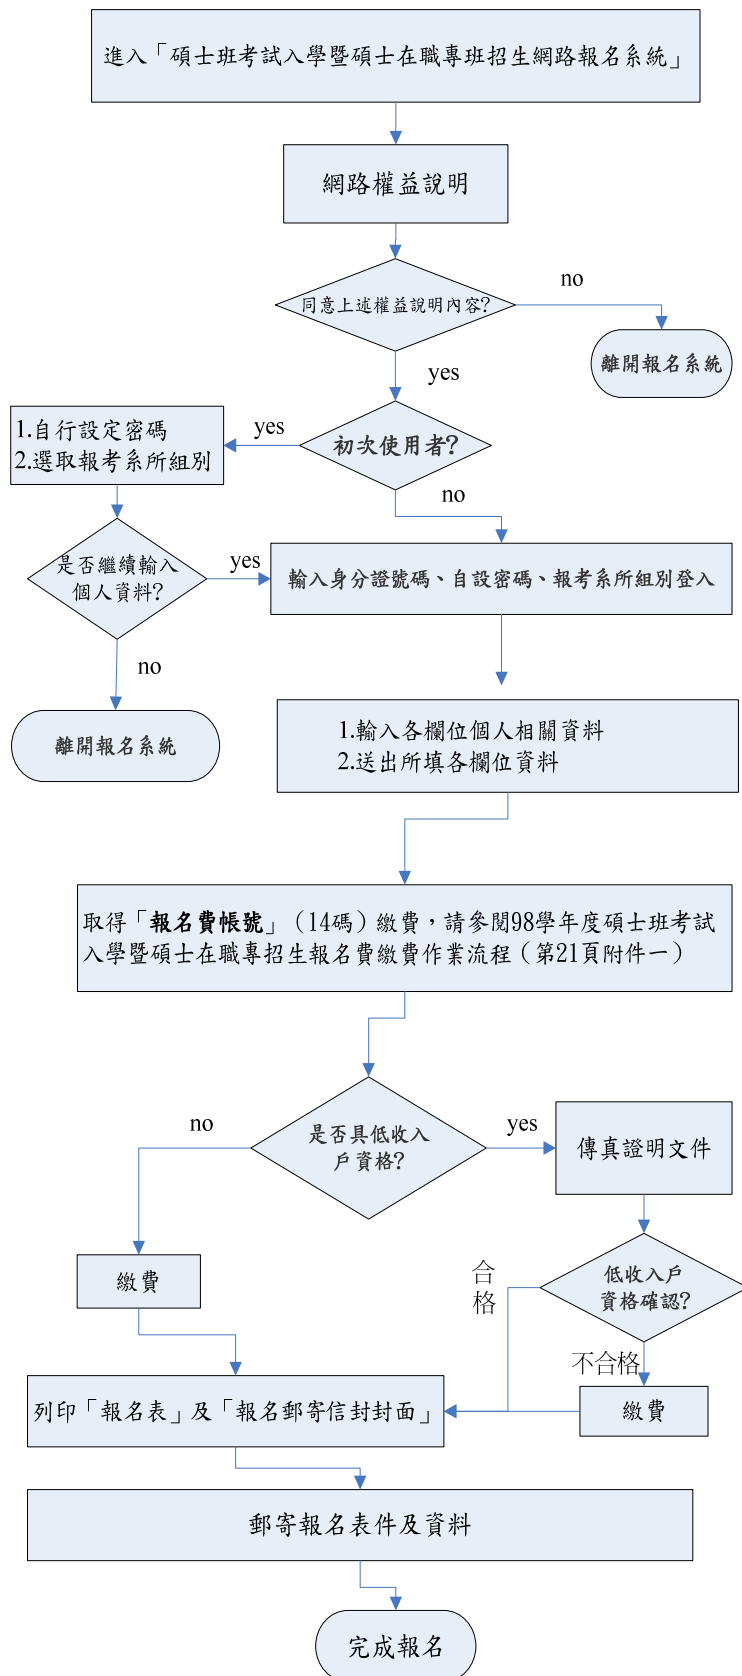 進入「碩士班考試入學暨碩士在職專班招生網路報名系統」
網路權益說明
同意上述權益說明內容?
no
離開報名系統
yes
初次使用者?
yes
1.自行設定密碼
2.選取報考系所組別
no
是否繼續輸入
個人資料?
yes
輸入身分證號碼、自設密碼、報考系所組別登入
no
離開報名系統
1.輸入各欄位個人相關資料
2.送出所填各欄位資料
取得「報名費帳號」（14碼）繳費，請參閱98學年度碩士班考試
入學暨碩士在職專招生報名費繳費作業流程（第21頁附件一）
是否具低收入
戶資格?
no
yes
傳真證明文件
繳費
低收入戶
資格確認?
合
格
不合格
繳費
列印「報名表」及「報名郵寄信封封面」
郵寄報名表件及資料
完成報名